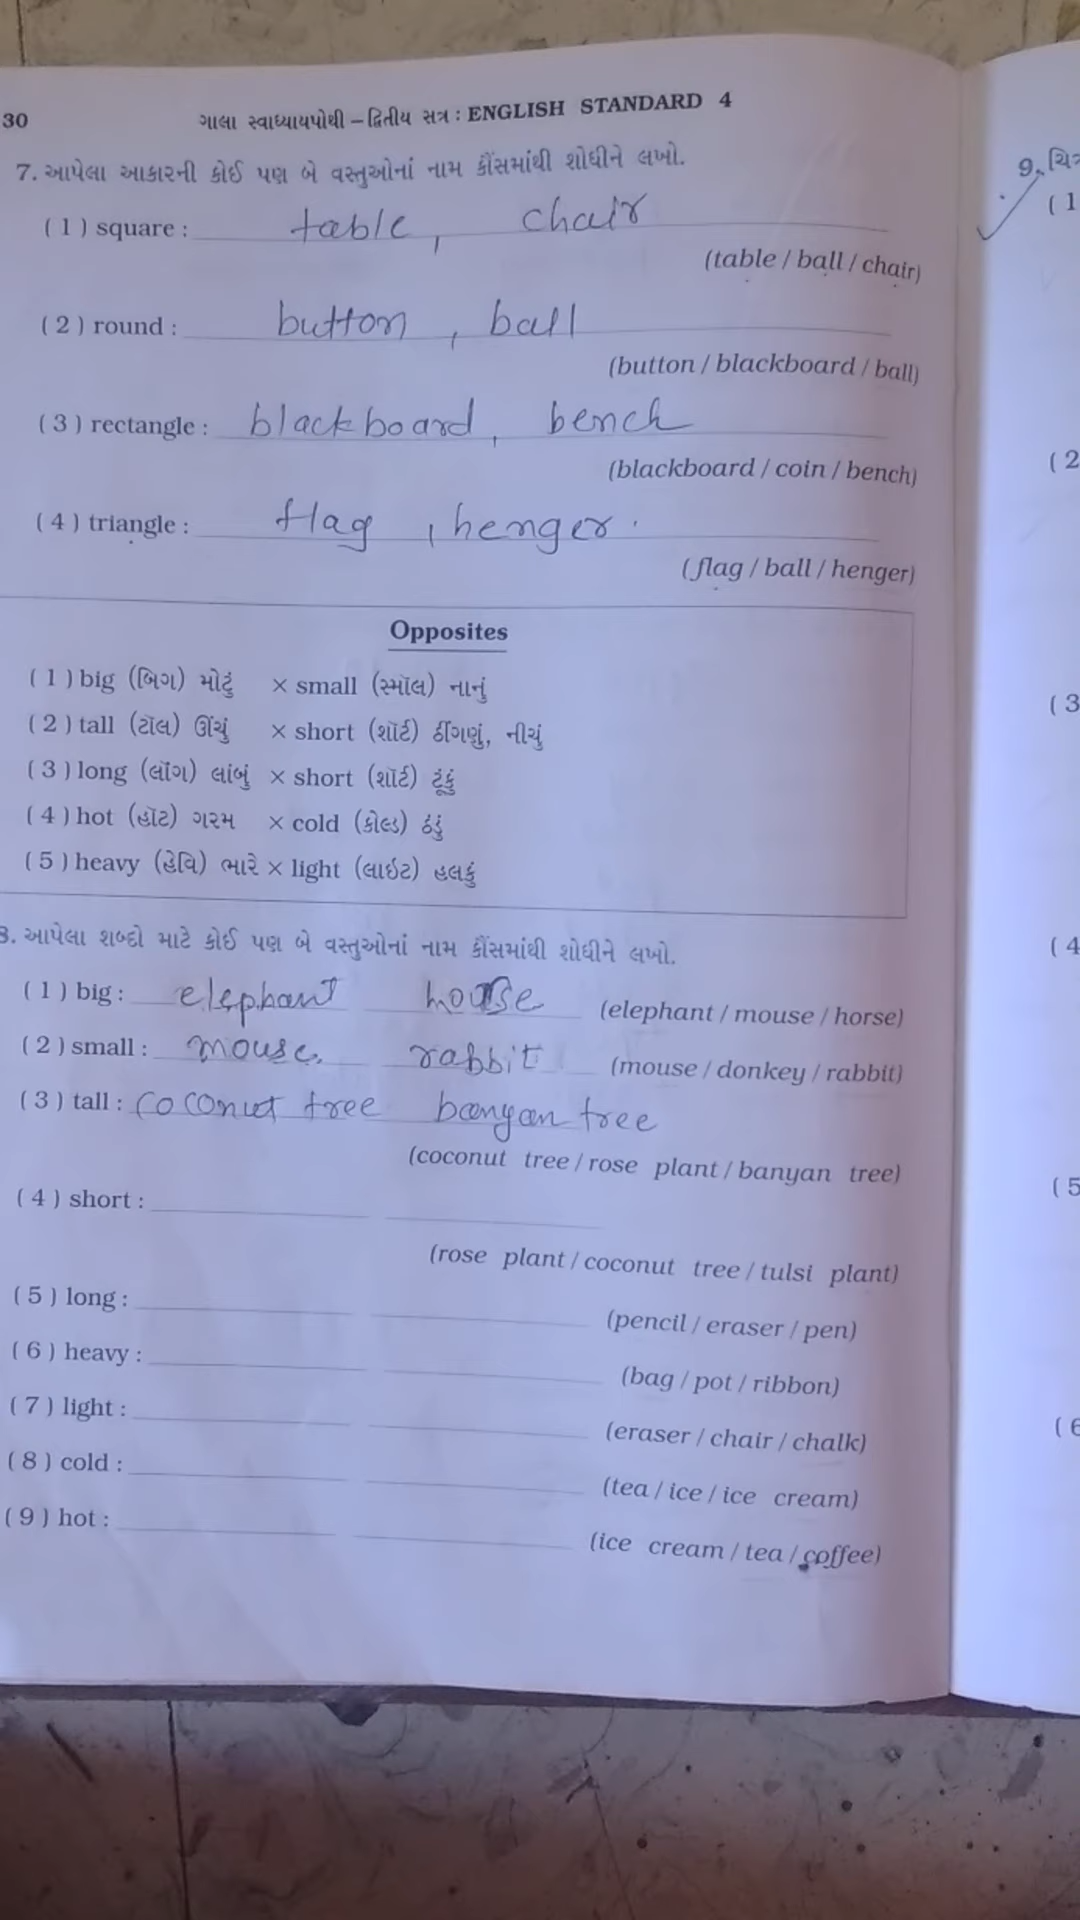 30 ગાલા સ્વાધ્યાયપોથી – દ્વિતીય સત્ર : ENGLISH STANDARD 4
7. આપેલા આકારની કોઈ પણ બે વસ્તુઓનાં નામ કૌંસમાંથી શોધીને લખો.
( 1 ) square : table , chair
(table / ball / chair)
( 2 ) round : button , ball
(button / blackboard / ball)
( 3 ) rectangle : blackboard , bench
(blackboard / coin / bench)
( 4 ) triangle : flag , henger .
(flag / ball / henger)
Opposites
( 1 ) big (બિગ) મોટું × small (સ્મૉલ) નાનું
( 2 ) tall (ટૉલ) ઊંચું × short (શૉર્ટ) ઠીંગણું, નીચું
( 3 ) long (લૉંગ) લાંબું × short (શૉર્ટ) ટૂંકું
( 4 ) hot (હૉટ) ગરમ × cold (કોલ્ડ) ઠંડું
( 5 ) heavy (હેવિ) ભારે × light (લાઇટ) હલકું
8. આપેલા શબ્દો માટે કોઈ પણ બે વસ્તુઓનાં નામ કૌંસમાંથી શોધીને લખો.
( 1 ) big : elephant horse (elephant / mouse / horse)
( 2 ) small : mouse, rabbit (mouse / donkey / rabbit)
( 3 ) tall : coconut tree banyan tree
(coconut tree / rose plant / banyan tree)
( 4 ) short :
(rose plant / coconut tree / tulsi plant)
( 5 ) long : (pencil / eraser / pen)
( 6 ) heavy : (bag / pot / ribbon)
( 7 ) light : (eraser / chair / chalk)
( 8 ) cold : (tea / ice / ice cream)
( 9 ) hot : (ice cream / tea / coffee)
9.
( 1
( 2
( 3
( 4
( 5
( 6